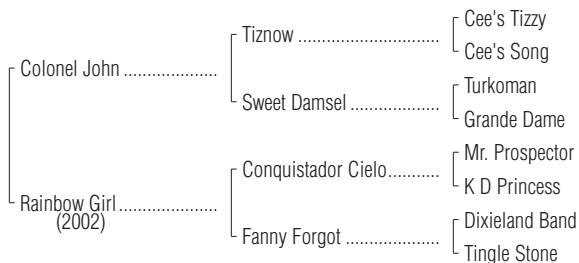 Cee's Tizzy
Tiznow ..............................
Cee's Song
Colonel John ....................
Turkoman
Sweet Damsel ...................
Grande Dame
Mr. Prospector
Conquistador Cielo...........
K D Princess
Rainbow Girl.....................
(2002)
Dixieland Band
Fanny Forgot ....................
Tingle Stone